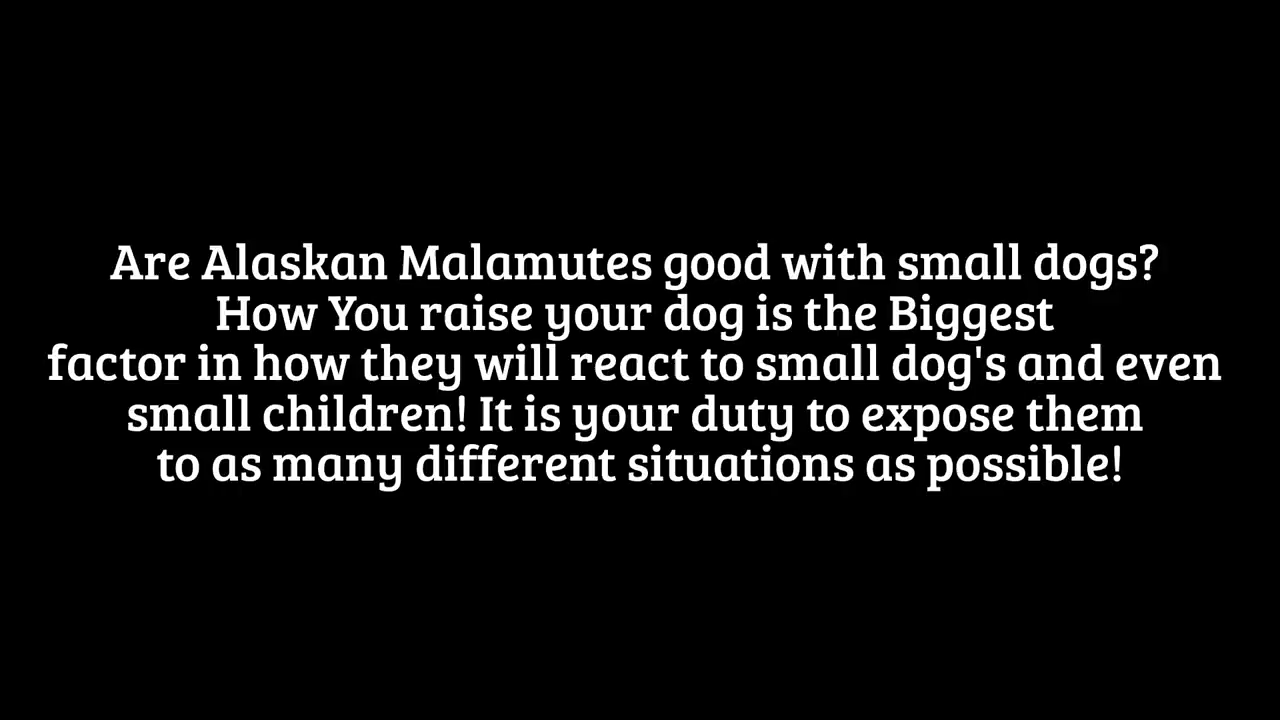 Are Alaskan Malamutes good with small dogs?
How You raise your dog is the Biggest
factor in how they will react to small dog's and even
small children! It is your duty to expose them
to as many different situations as possible!